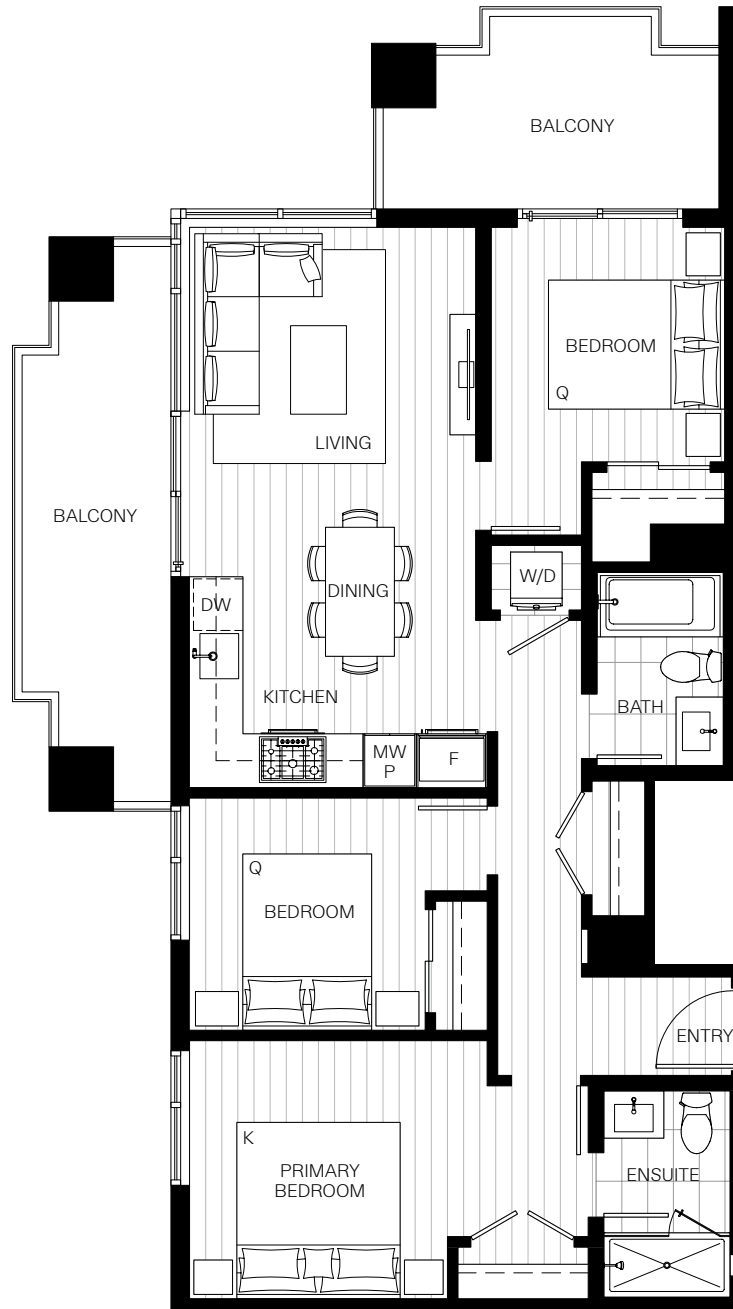 BALCONY
BEDROOM
Q
LIVING
BALCONY
W/D
DW
DINING
KITCHEN
BATH
MW
P
F
Q
BEDROOM
ENTRY
K
PRIMARY
BEDROOM
ENSUITE